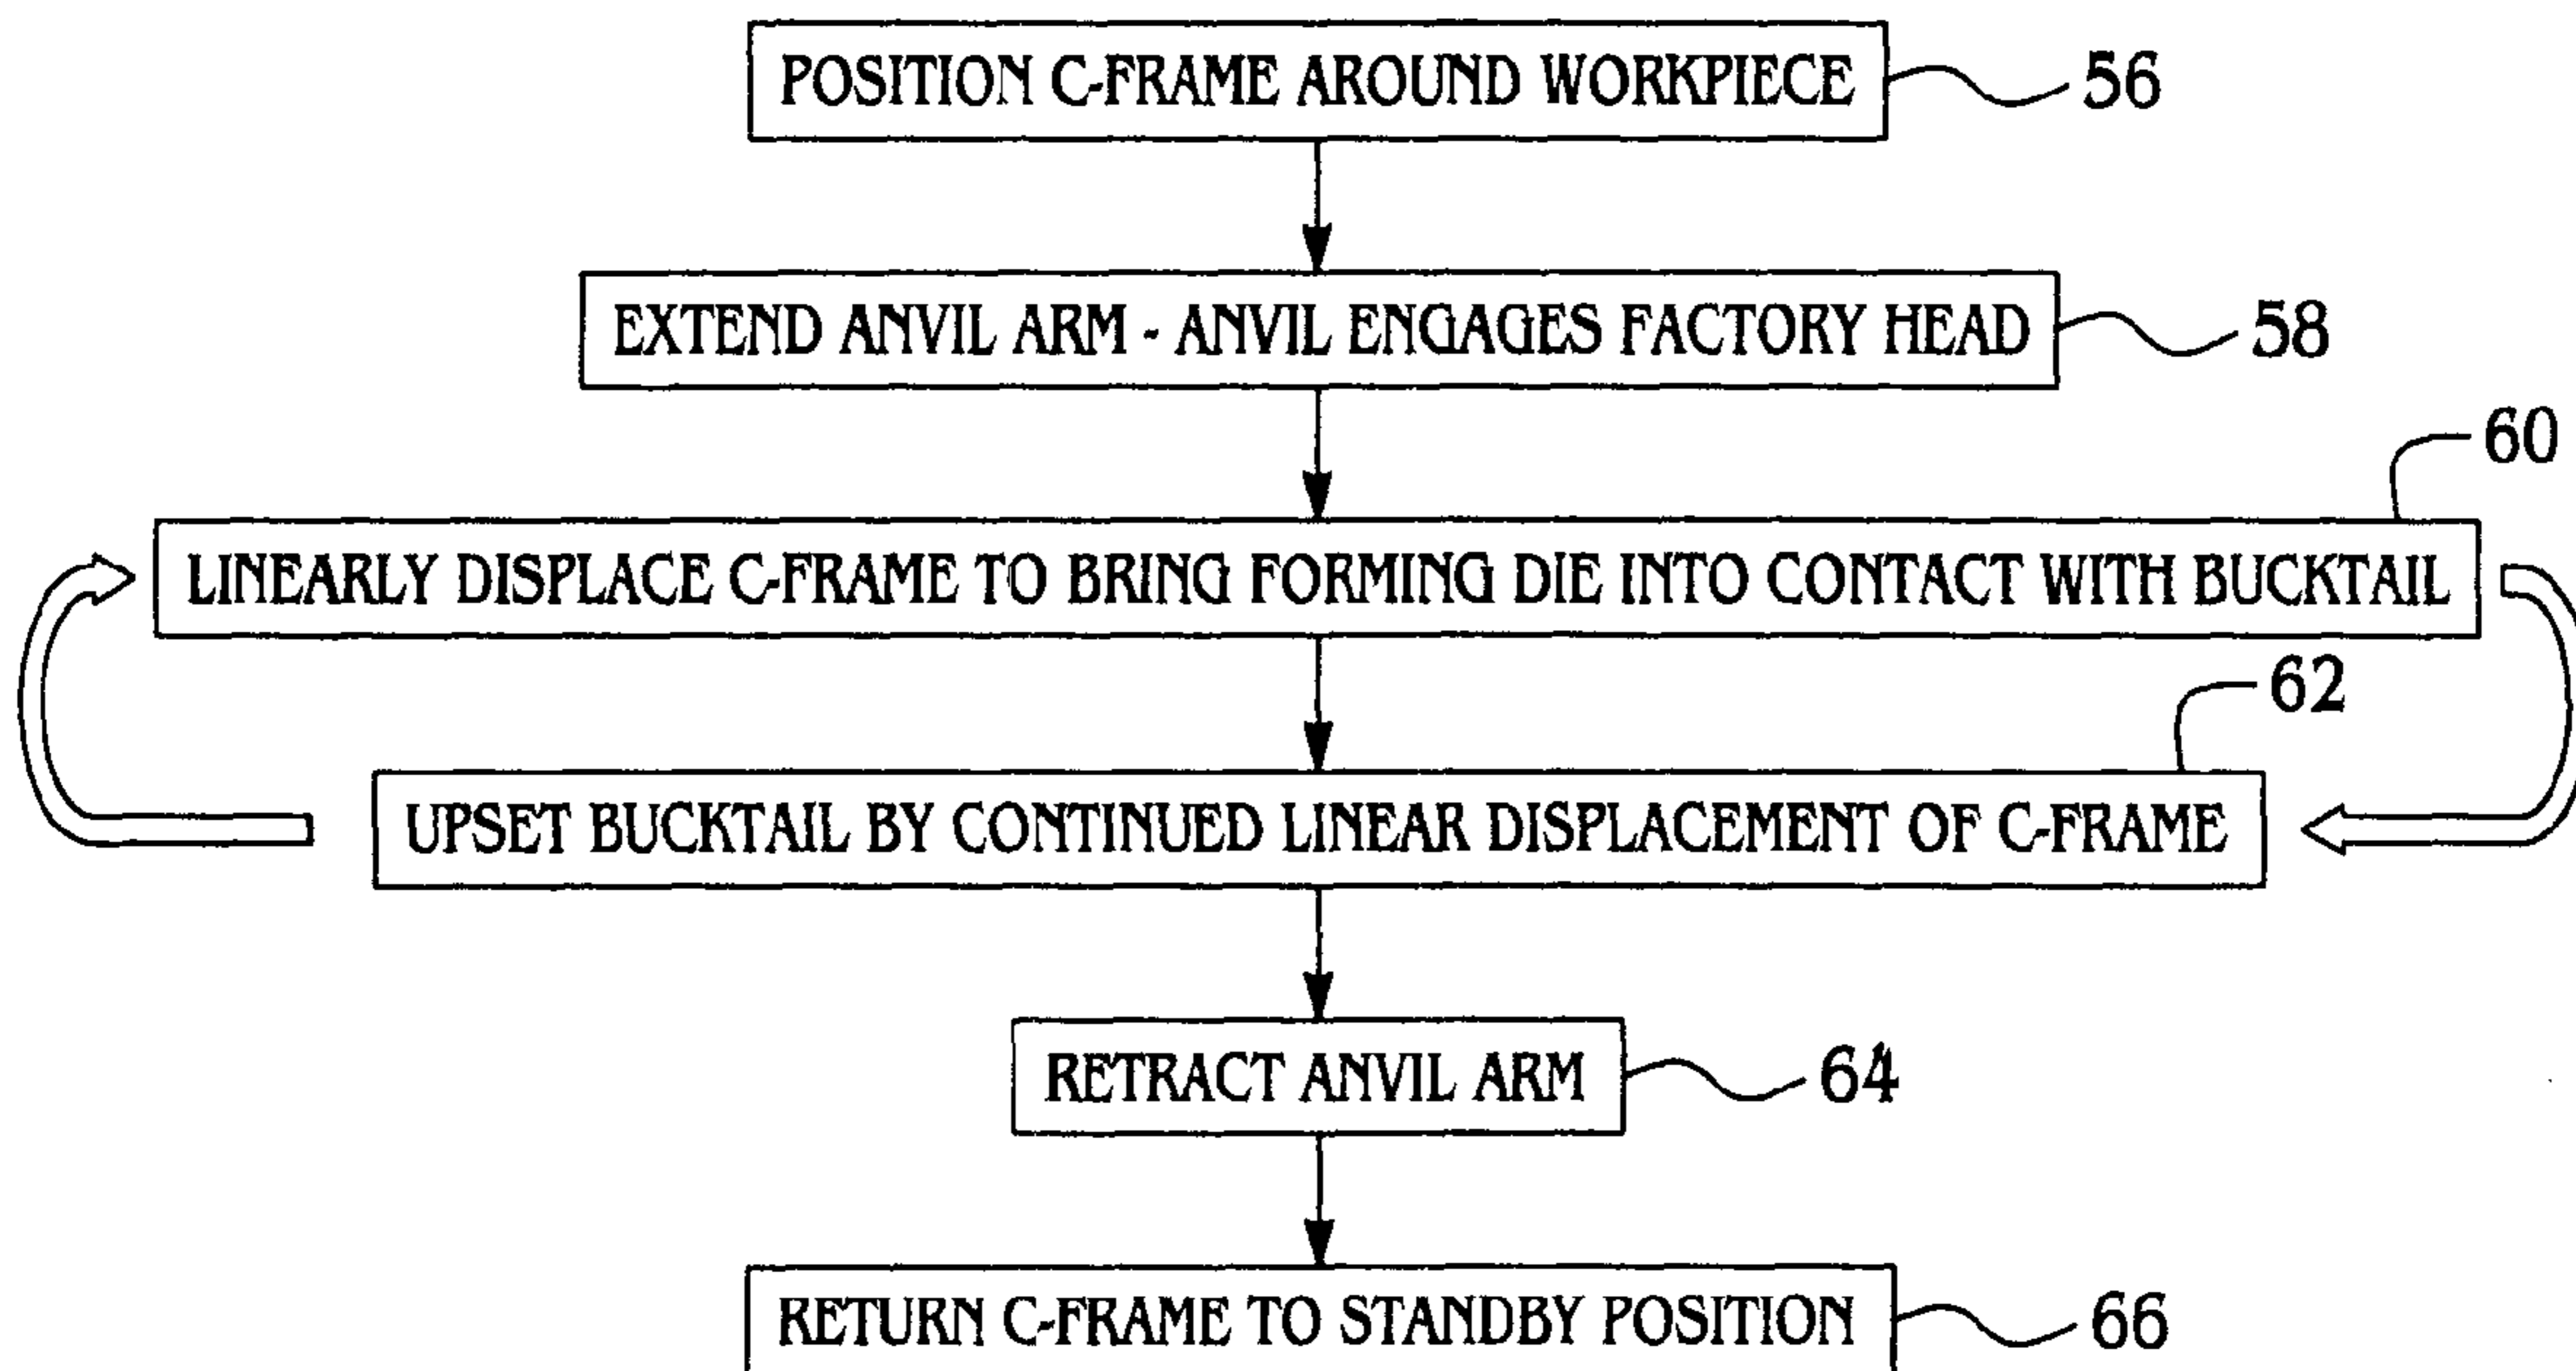 POSITION C-FRAME AROUND WORKPIECE
56
EXTEND ANVIL ARM - ANVIL ENGAGES FACTORY HEAD
58
60
LINEARLY DISPLACE C-FRAME TO BRING FORMING DIE INTO CONTACT WITH BUCKTAIL
62
UPSET BUCKTAIL BY CONTINUED LINEAR DISPLACEMENT OF C-FRAME
RETRACT ANVIL ARM
64
RETURN C-FRAME TO STANDBY POSITION
66